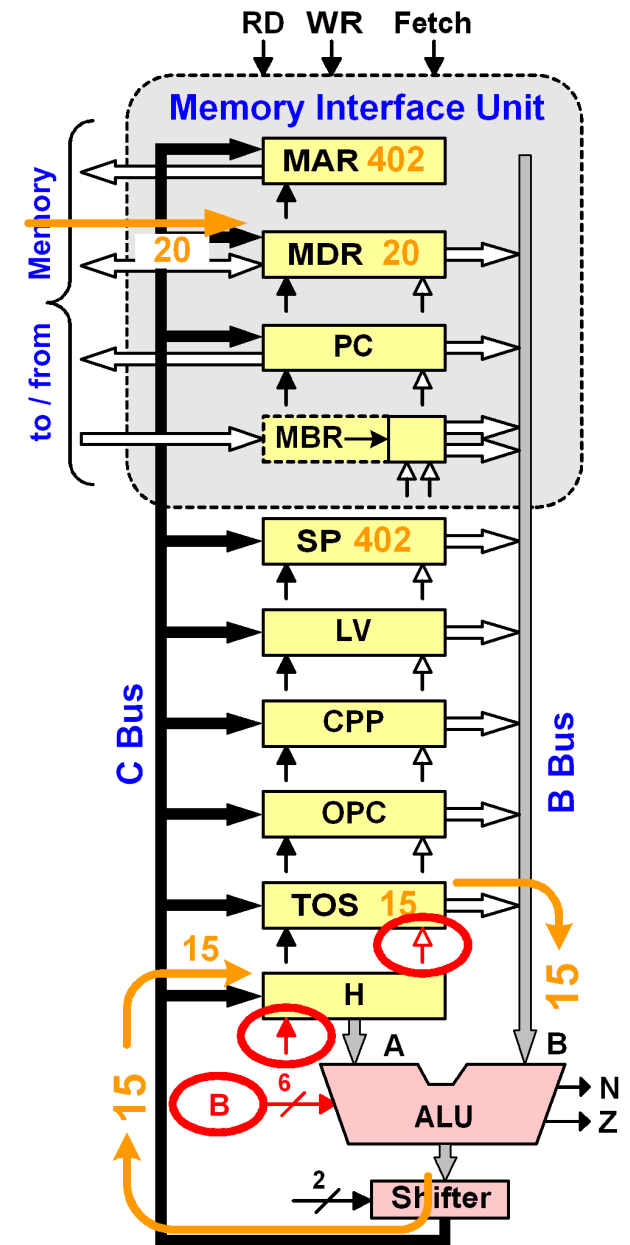 RD WR Fetch
Memory Interface Unit
MAR 402
to / from Memory
20
MDR 20
PC
MBR
SP 402
LV
C Bus
CPP
B Bus
OPC
TOS 15
15
15
H
A
B
6
B
N
ALU
Z
15
2
Shifter